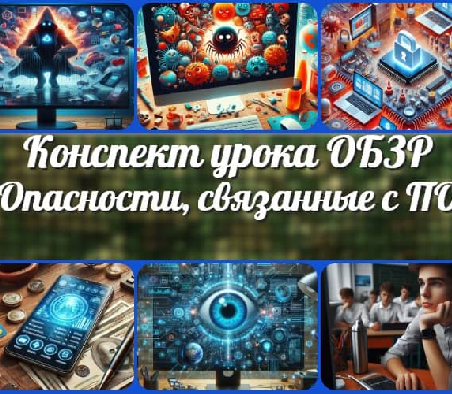 Конспект урока ОБЗР
Опасности, связанные с ПО